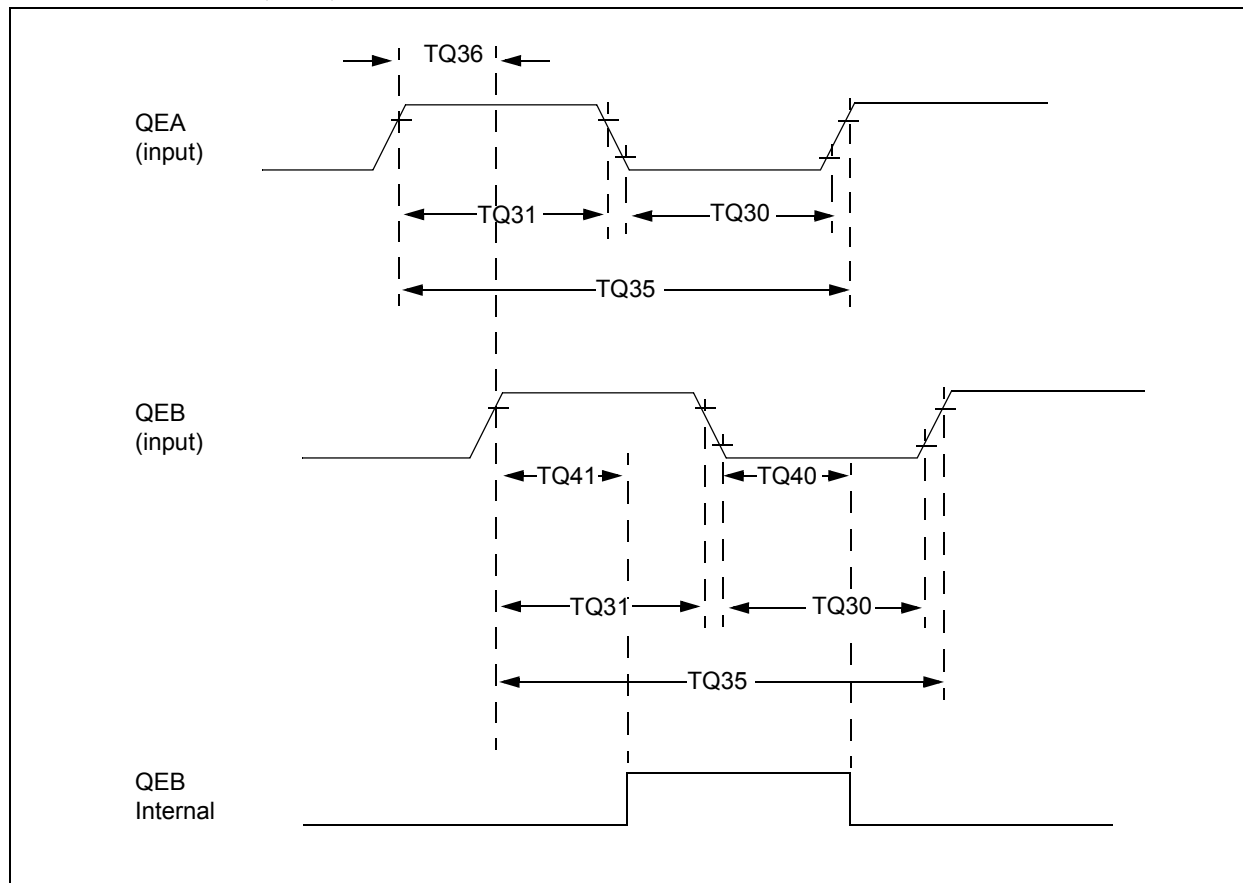 TQ36
QEA
(input)
TQ31
TQ30
TQ35
QEB
(input)
TQ41
TQ40
TQ31
TQ30
TQ35
QEB
Internal